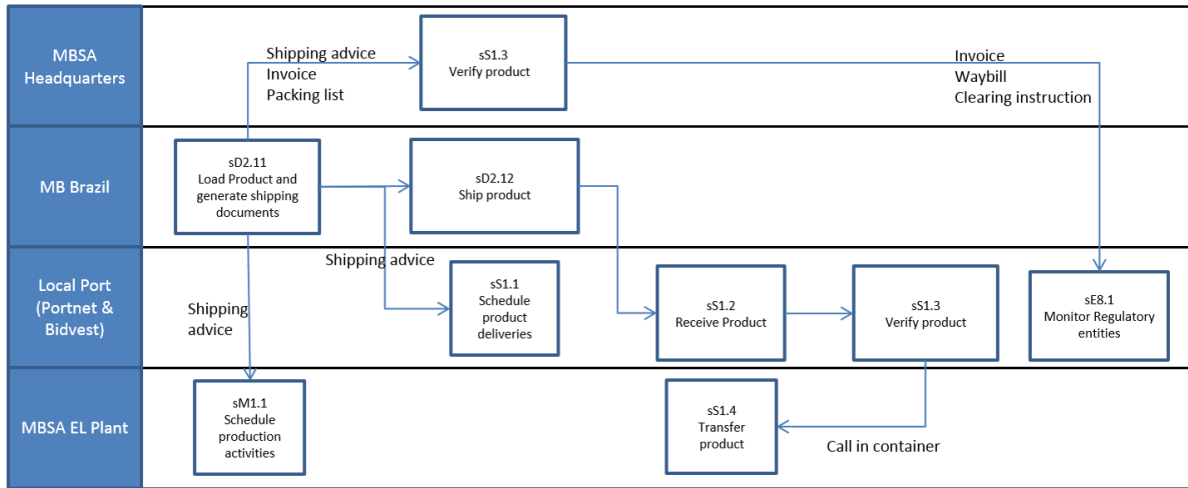 MBSA
Headquarters
Shipping advice
Invoice
Packing list
sS1.3
Verify product
Invoice
Waybill
Clearing instruction
MB Brazil
sD2.11
Load Product and
generate shipping
documents
sD2.12
Ship product
Local Port
(Portnet &
Bidvest)
Shipping
advice
Shipping advice
sS1.1
Schedule
product
deliveries
sS1.2
Receive Product
sS1.3
Verify product
sE8.1
Monitor Regulatory
entities
MBSA EL Plant
sM1.1
Schedule
production
activities
sS1.4
Transfer
product
Call in container